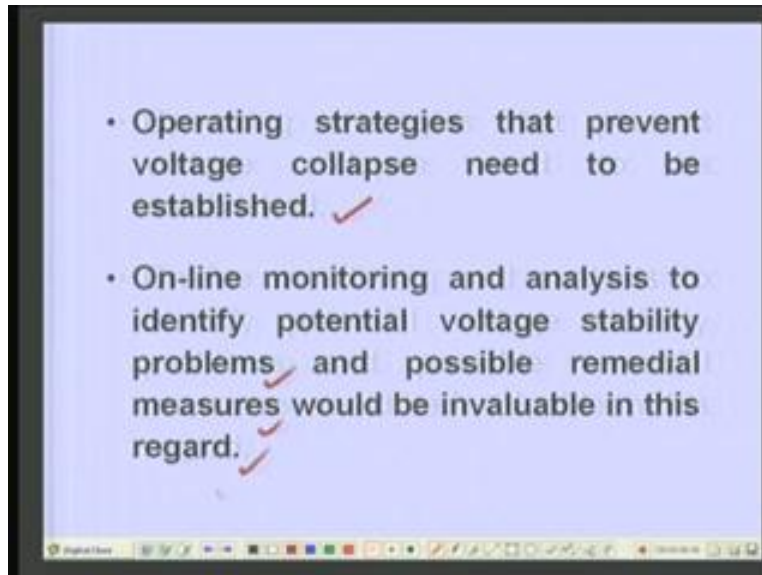 • Operating strategies that prevent
voltage collapse need to be
established.
• On-line monitoring and analysis to
identify potential voltage stability
problems and possible remedial
measures would be invaluable in this
regard.